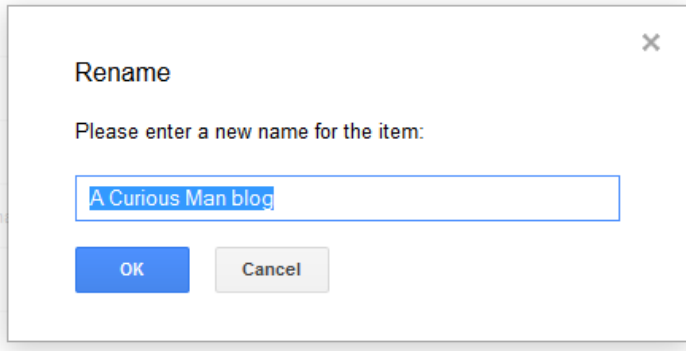 Rename
Please enter a new name for the item:
A Curious Man blog
OK Cancel